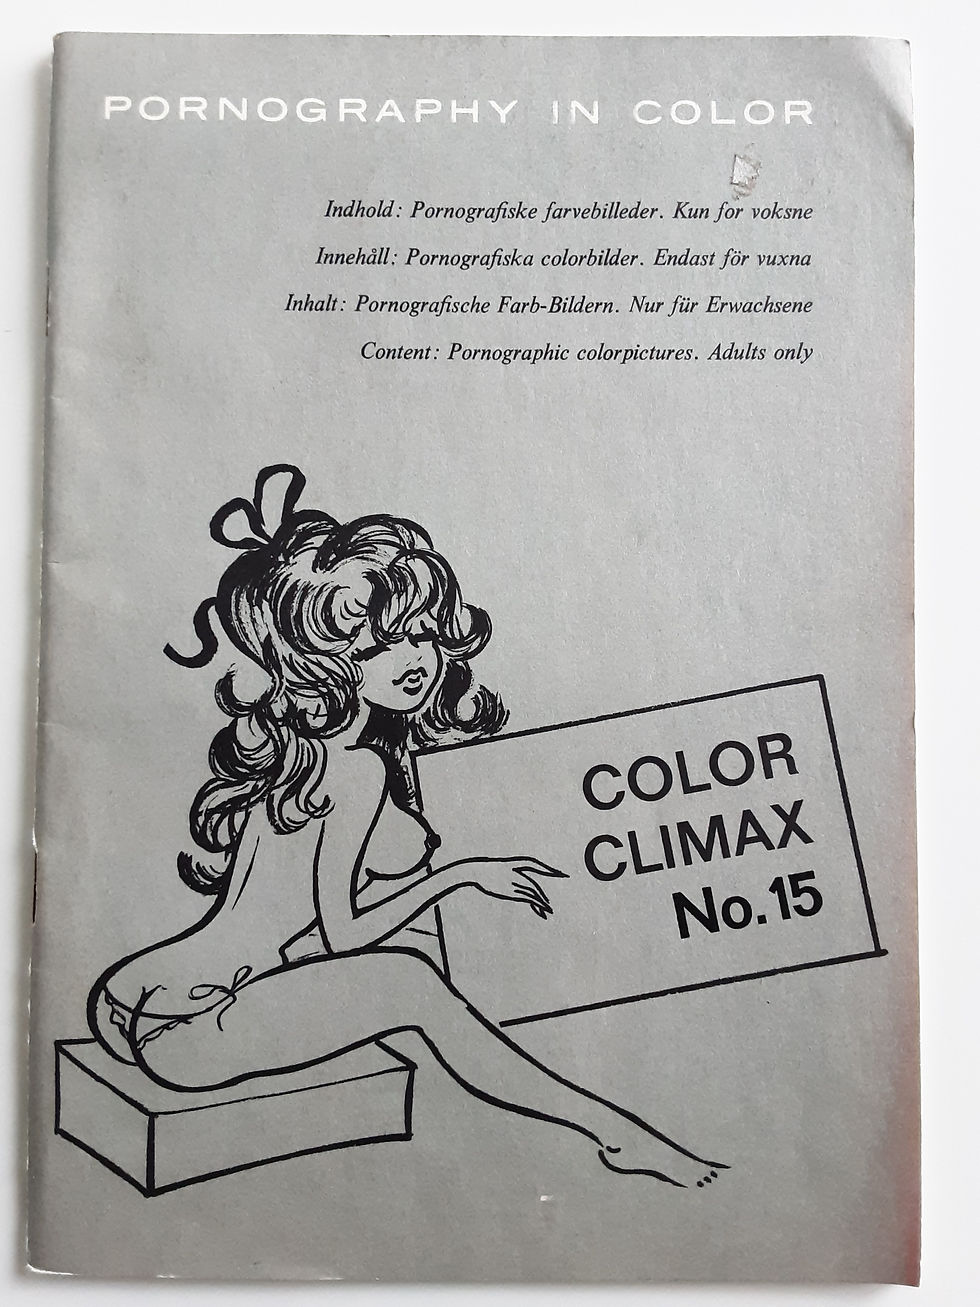 PORNOGRAPHY IN COLOR
Indhold: Pornografiske farvebilleder. Kun for voksne
Innehåll: Pornografiska colorbilder. Endast för vuxna
Inhalt: Pornografische Farb-Bildern. Nur für Erwachsene
Content: Pornographic colorpictures. Adults only
COLOR
CLIMAX
No. 15